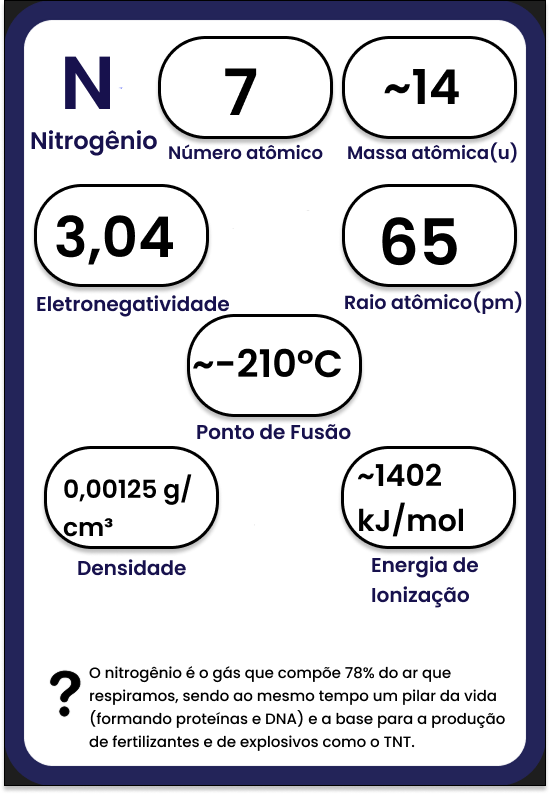 N
Nitrogênio
7
Número atômico
~14
Massa atômica(u)
3,04
Eletronegatividade
65
Raio atômico(pm)
~-210°C
Ponto de Fusão
0,00125 g/
cm³
Densidade
~1402
kJ/mol
Energia de
Ionização
?
O nitrogênio é o gás que compõe 78% do ar que
respiramos, sendo ao mesmo tempo um pilar da vida
(formando proteínas e DNA) e a base para a produção
de fertilizantes e de explosivos como o TNT.